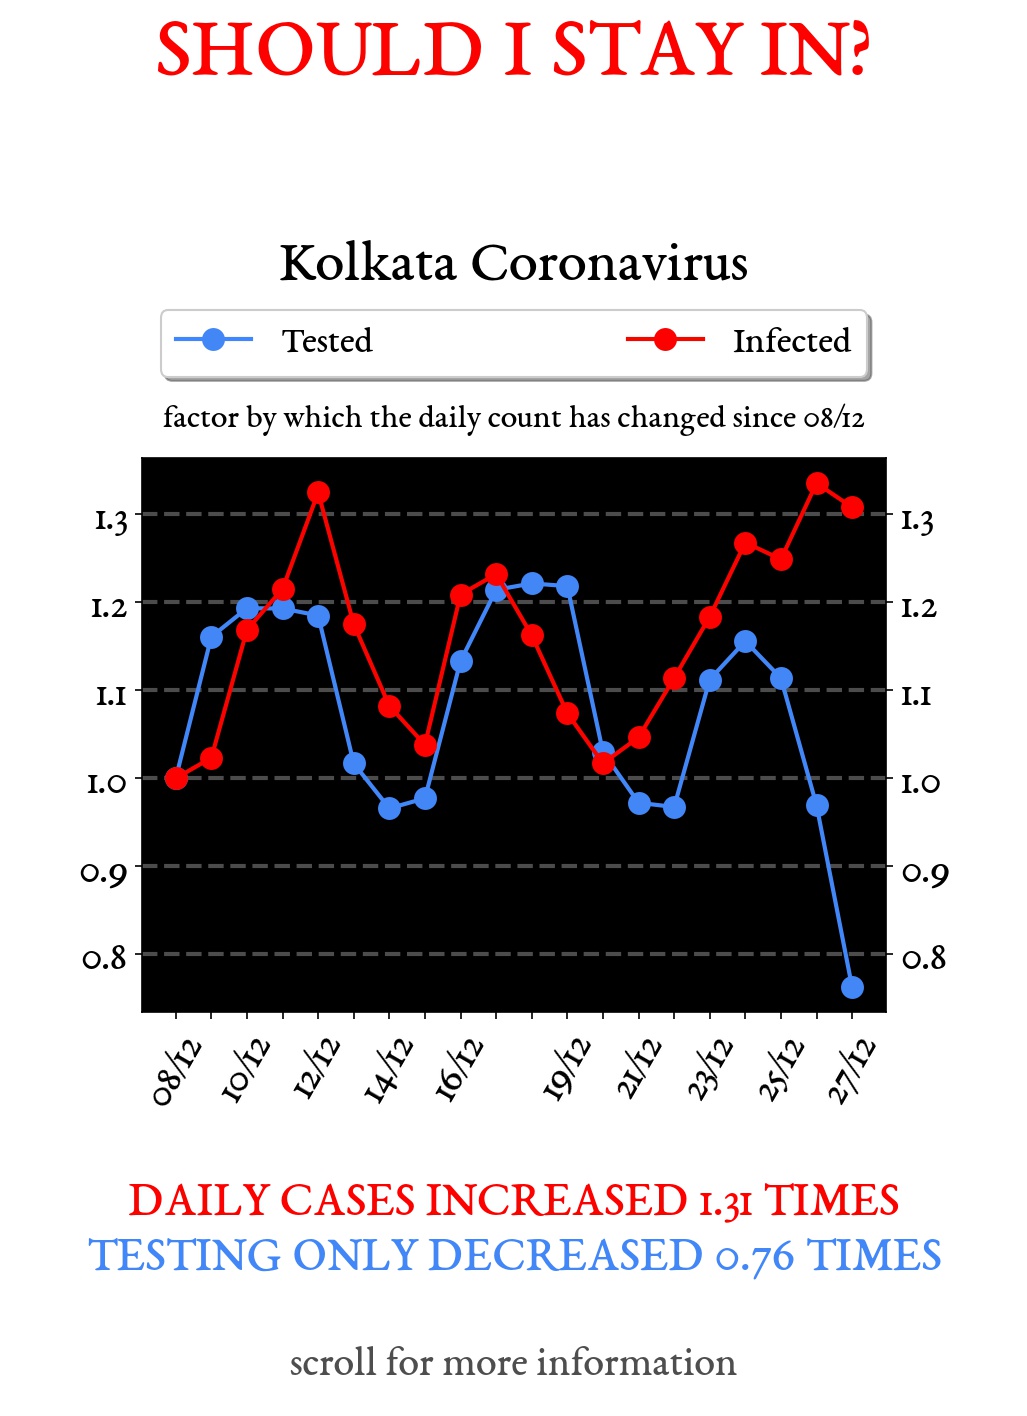 SHOULD I STAY IN?
Kolkata Coronavirus
Tested Infected
factor by which the daily count has changed since 08/12
1.3 1.3
1.2 1.2
1.1 1.1
1.0 1.0
0.9 0.9
0.8 0.8
08/12 10/12 12/12 14/12 16/12 19/12 21/12 23/12 25/12 27/12
DAILY CASES INCREASED 1.31 TIMES
TESTING ONLY DECREASED 0.76 TIMES
scroll for more information